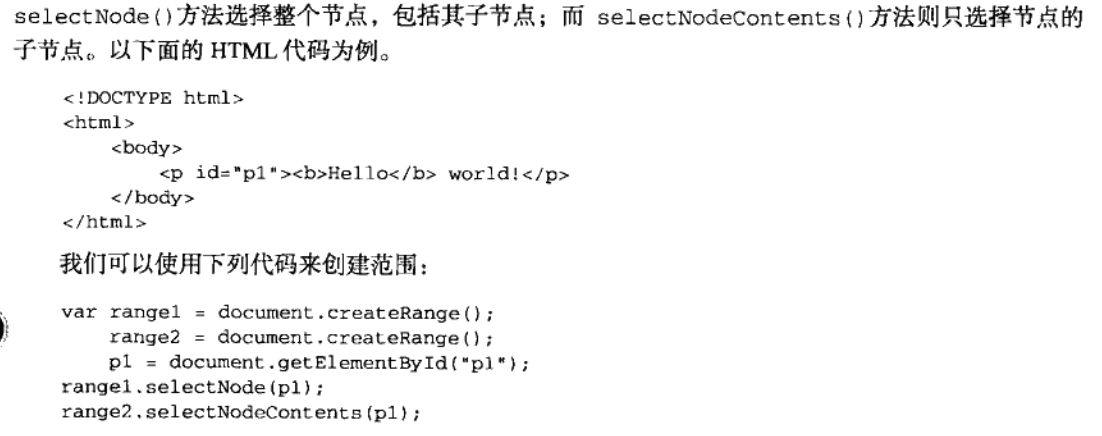 selectNode()方法选择整个节点，包括其子节点；而 selectNodeContents()方法则只选择节点的
子节点。以下面的 HTML 代码为例。
<!DOCTYPE html>
<html>
<body>
<p id="p1"><b>Hello</b> world!</p>
</body>
</html>
我们可以使用下列代码来创建范围：
var range1 = document.createRange();
range2 = document.createRange();
p1 = document.getElementById("p1");
range1.selectNode(p1);
range2.selectNodeContents(p1);